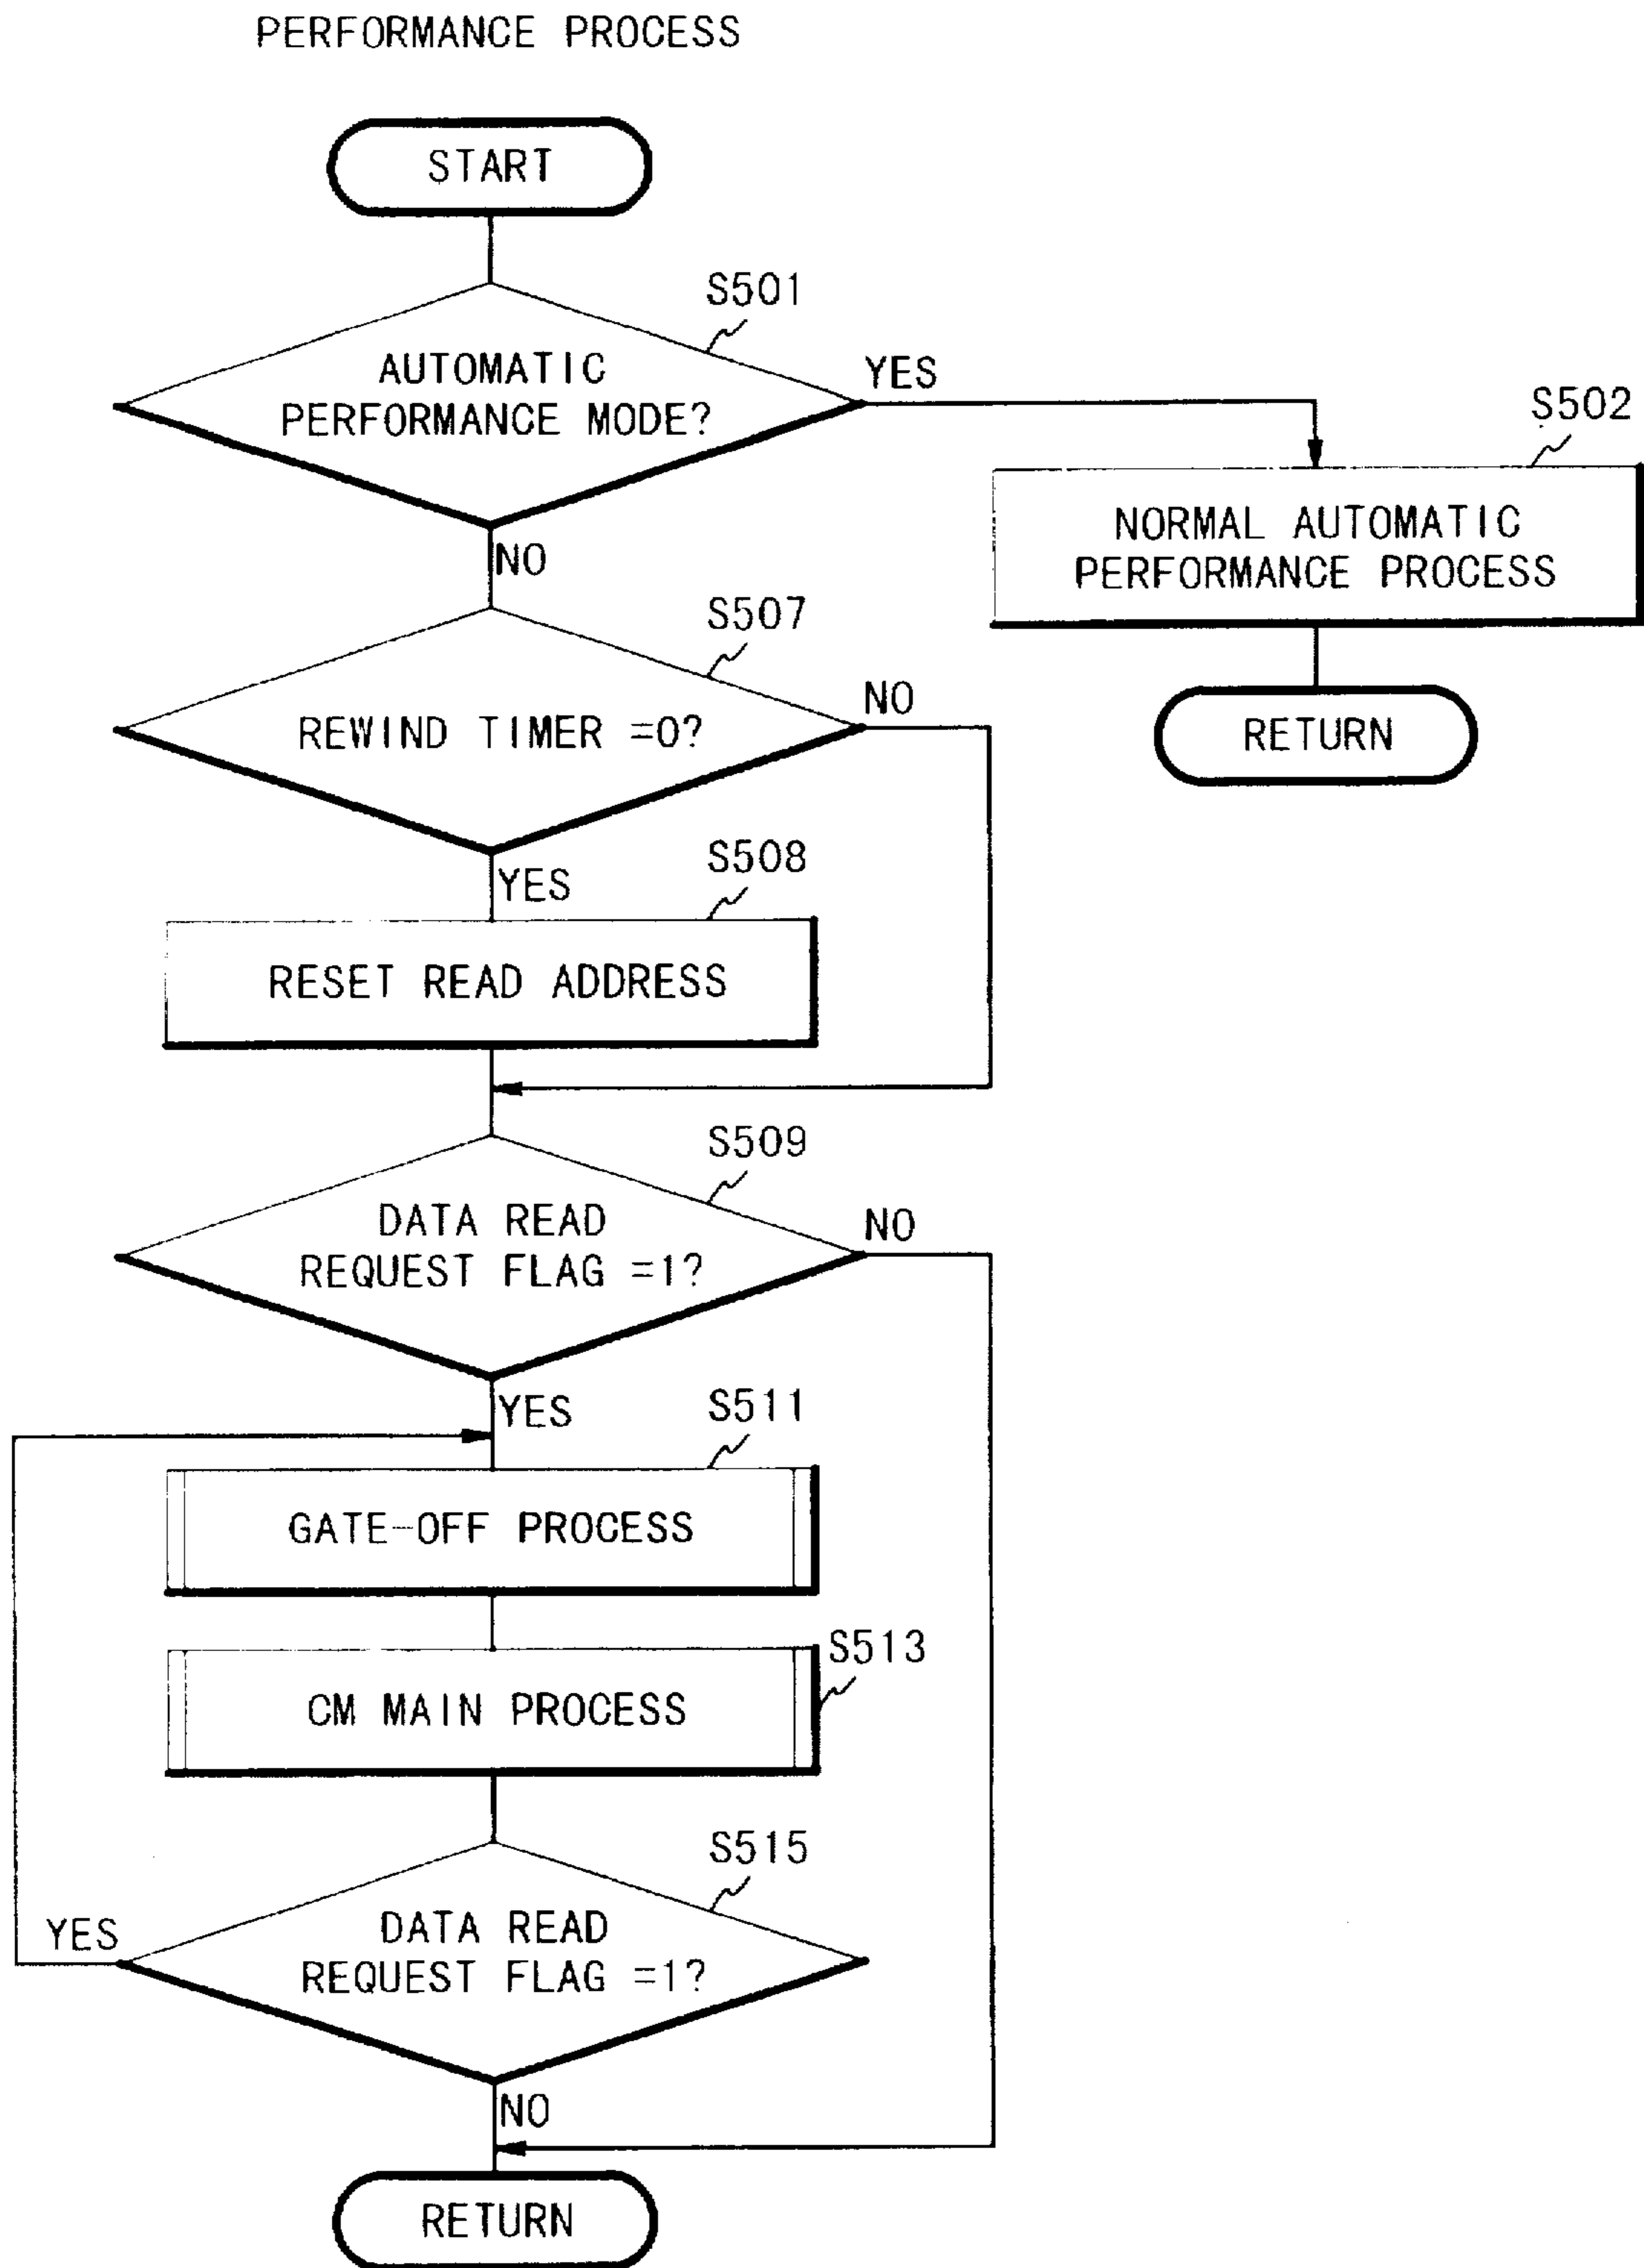 PERFORMANCE PROCESS
START
S501
AUTOMATIC
PERFORMANCE MODE?
YES
S502
NORMAL AUTOMATIC
PERFORMANCE PROCESS
RETURN
NO
S507
REWIND TIMER =0?
NO
YES
S508
RESET READ ADDRESS
S509
DATA READ
REQUEST FLAG =1?
NO
YES
S511
GATE-OFF PROCESS
S513
CM MAIN PROCESS
S515
DATA READ
REQUEST FLAG =1?
YES
NO
RETURN